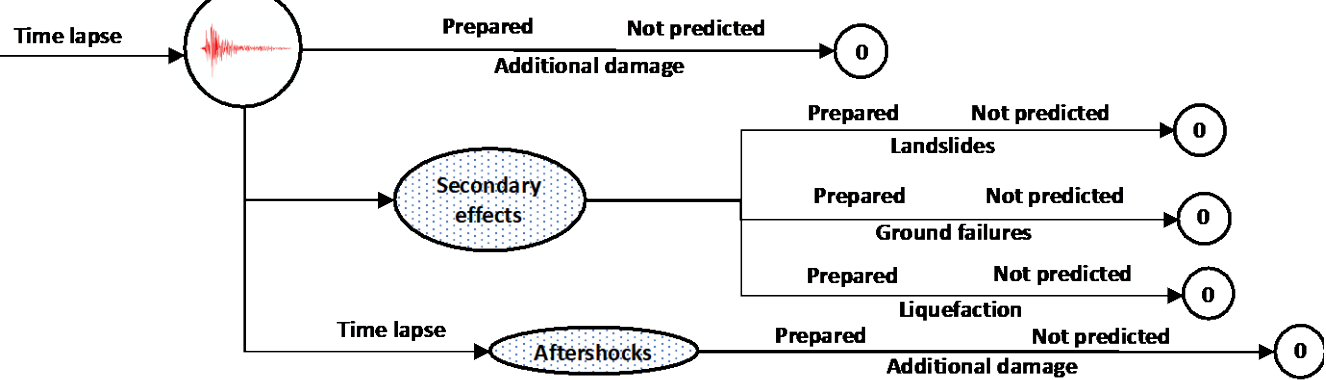 Time lapse
Prepared Not predicted
Additional damage
0
Prepared Not predicted
Landslides
0
Secondary
effects
Prepared Not predicted
Ground failures
0
Prepared Not predicted
Liquefaction
0
Time lapse
Aftershocks
Prepared Not predicted
Additional damage
0